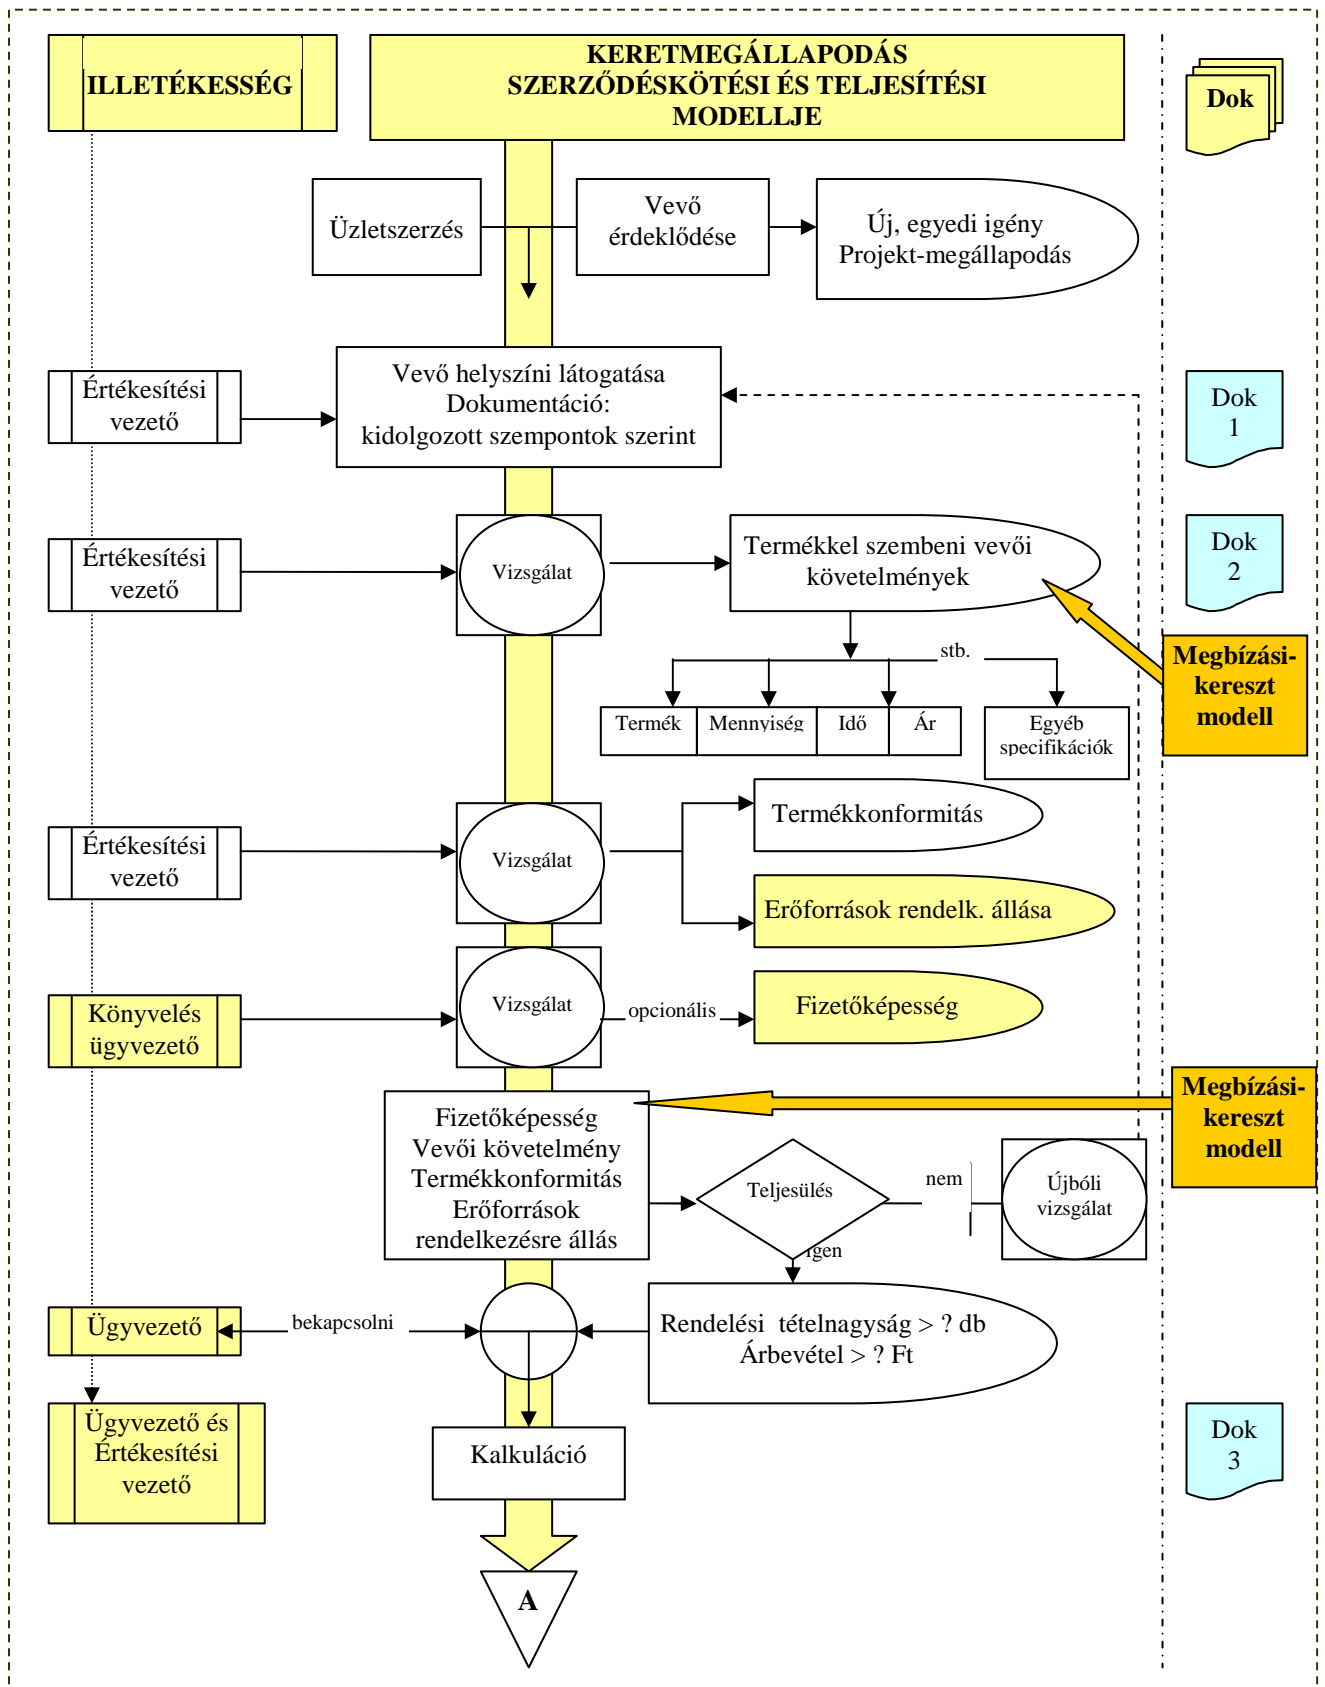 ILLETÉKESSÉG
KERETMEGÁLLAPODÁS
SZERZŐDÉSKÖTÉSI ÉS TELJESÍTÉSI
MODELLJE
Dok
Üzletszerzés
Vevő
érdeklődése
Új, egyedi igény
Projekt-megállapodás
Értékesítési
vezető
Vevő helyszíni látogatása
Dokumentáció:
kidolgozott szempontok szerint
Dok
1
Értékesítési
vezető
Vizsgálat
Termékkel szembeni vevői
követelmények
Dok
2
Megbízási-
kereszt
modell
stb.
Termék
Mennyiség
Idő
Ár
Egyéb
specifikációk
Értékesítési
vezető
Vizsgálat
Termékkonformitás
Erőforrások rendelk. állása
Könyvelés
ügyvezető
Vizsgálat
opcionális
Fizetőképesség
Megbízási-
kereszt
modell
Fizetőképesség
Vevői követelmény
Termékkonformitás
Erőforrások
rendelkezésre állás
Teljesülés
nem
Újbóli
vizsgálat
igen
Ügyvezető
bekapcsolni
Rendelési tételnagyság > ? db
Árbevétel > ? Ft
Ügyvezető és
Értékesítési
vezető
Kalkuláció
Dok
3
A